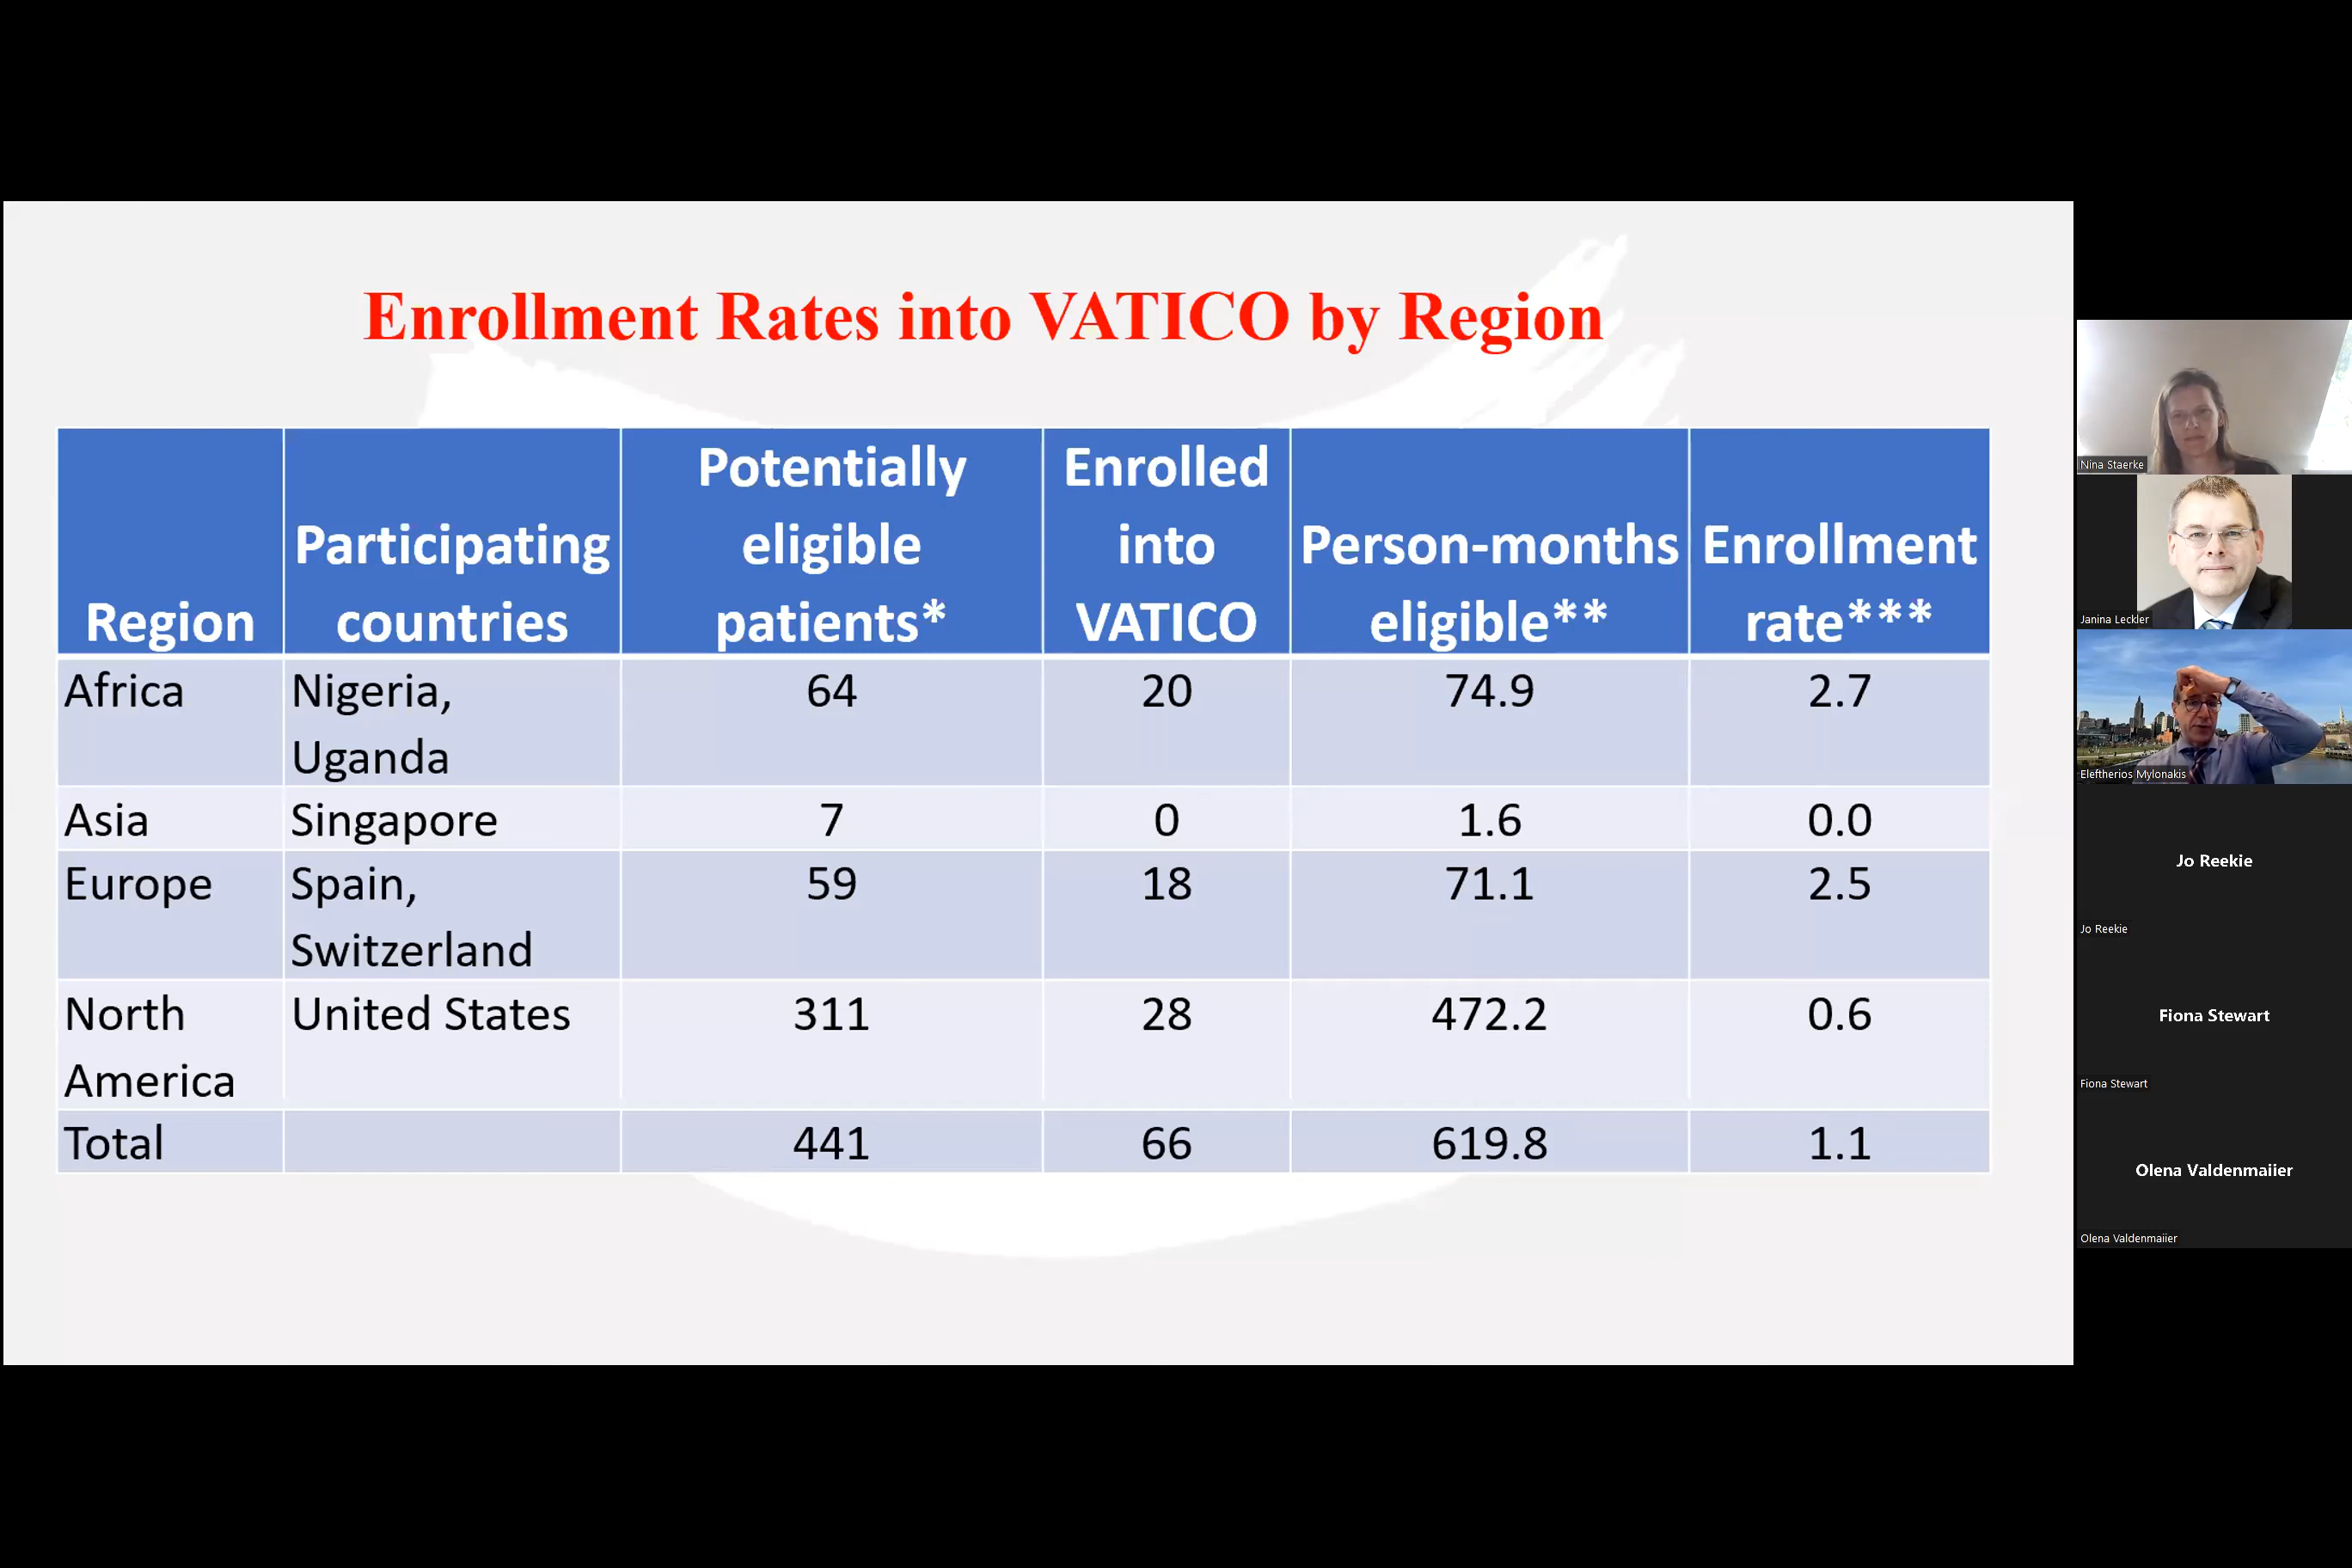 Enrollment Rates into VATICO by Region
Region Participating countries Potentially eligible patients* Enrolled into VATICO Person-months eligible** Enrollment rate***
Africa Nigeria, Uganda 64 20 74.9 2.7
Asia Singapore 7 0 1.6 0.0
Europe Spain, Switzerland 59 18 71.1 2.5
North America United States 311 28 472.2 0.6
Total 441 66 619.8 1.1
Nina Staerke
Janina Leckler
Eleftherios Mylonakis
Jo Reekie
Jo Reekie
Fiona Stewart
Fiona Stewart
Olena Valdenmaiier
Olena Valdenmaiier